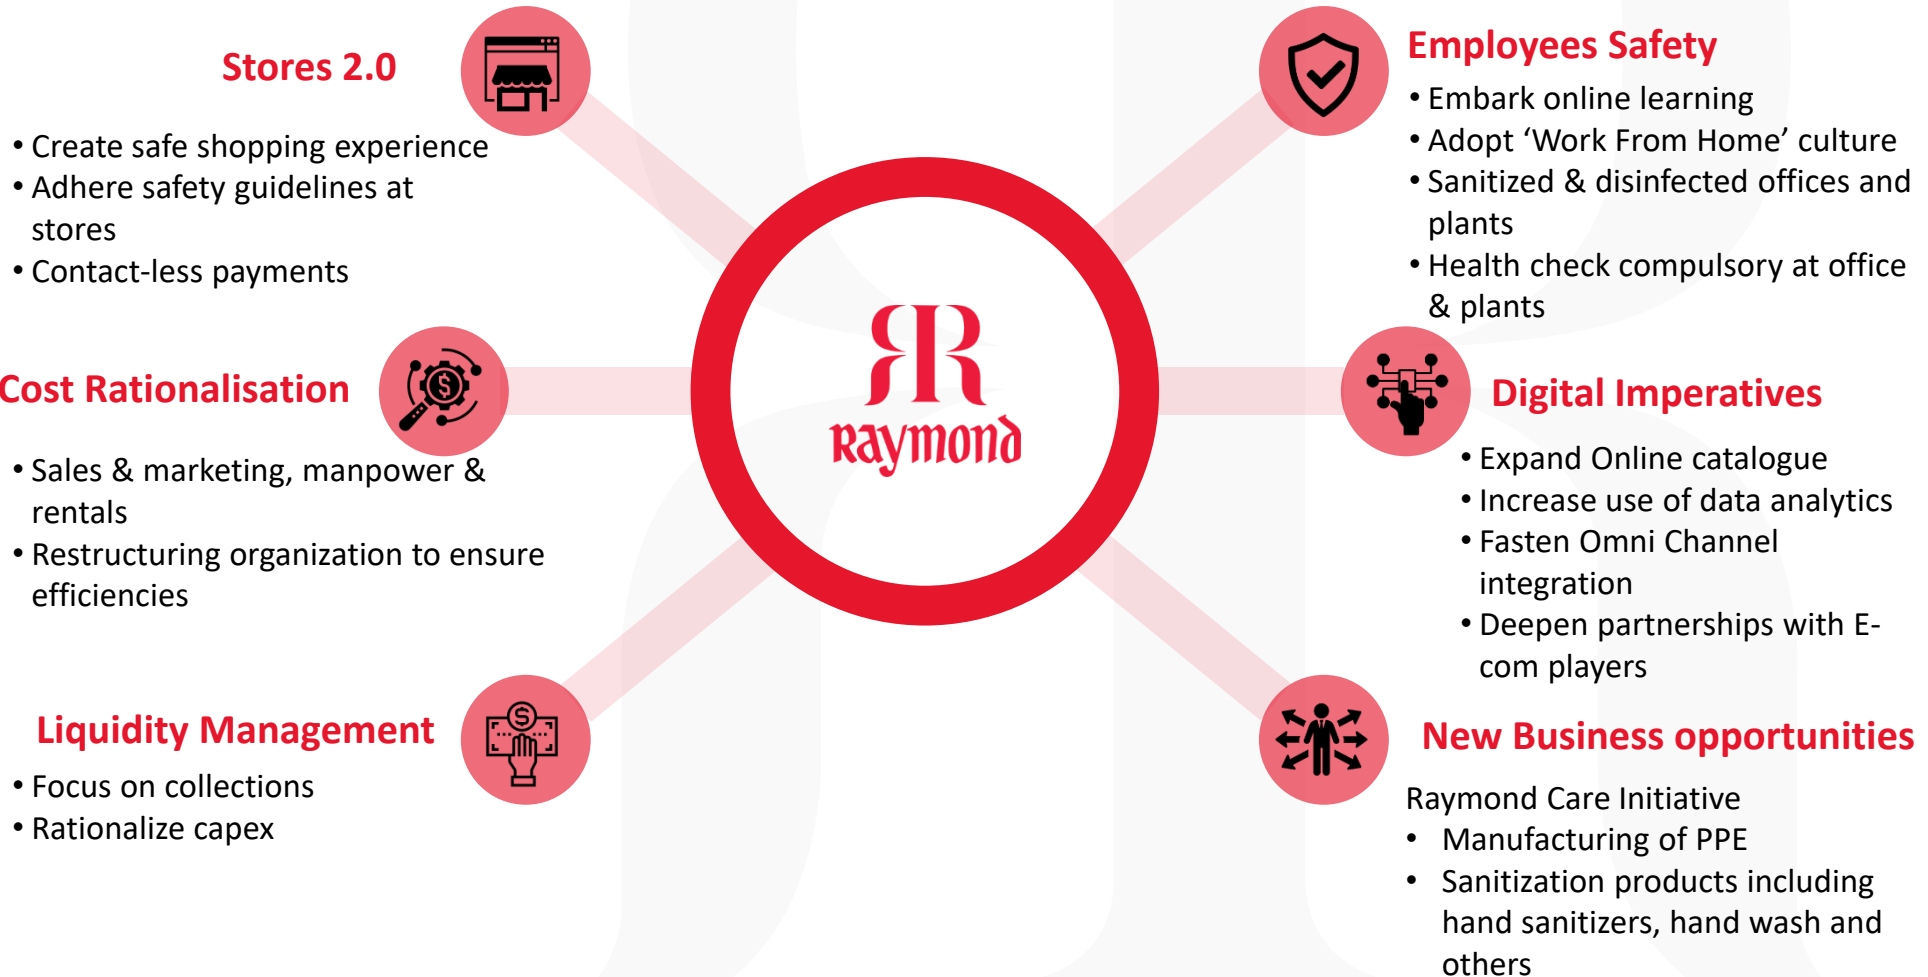 Stores 2.0
• Create safe shopping experience
• Adhere safety guidelines at
stores
• Contact-less payments
Cost Rationalisation
• Sales & marketing, manpower &
rentals
• Restructuring organization to ensure
efficiencies
Liquidity Management
• Focus on collections
• Rationalize capex
Raymond
Employees Safety
• Embark online learning
• Adopt ‘Work From Home’ culture
• Sanitized & disinfected offices and
plants
• Health check compulsory at office
& plants
Digital Imperatives
• Expand Online catalogue
• Increase use of data analytics
• Fasten Omni Channel
integration
• Deepen partnerships with E-
com players
New Business opportunities
Raymond Care Initiative
• Manufacturing of PPE
• Sanitization products including
hand sanitizers, hand wash and
others